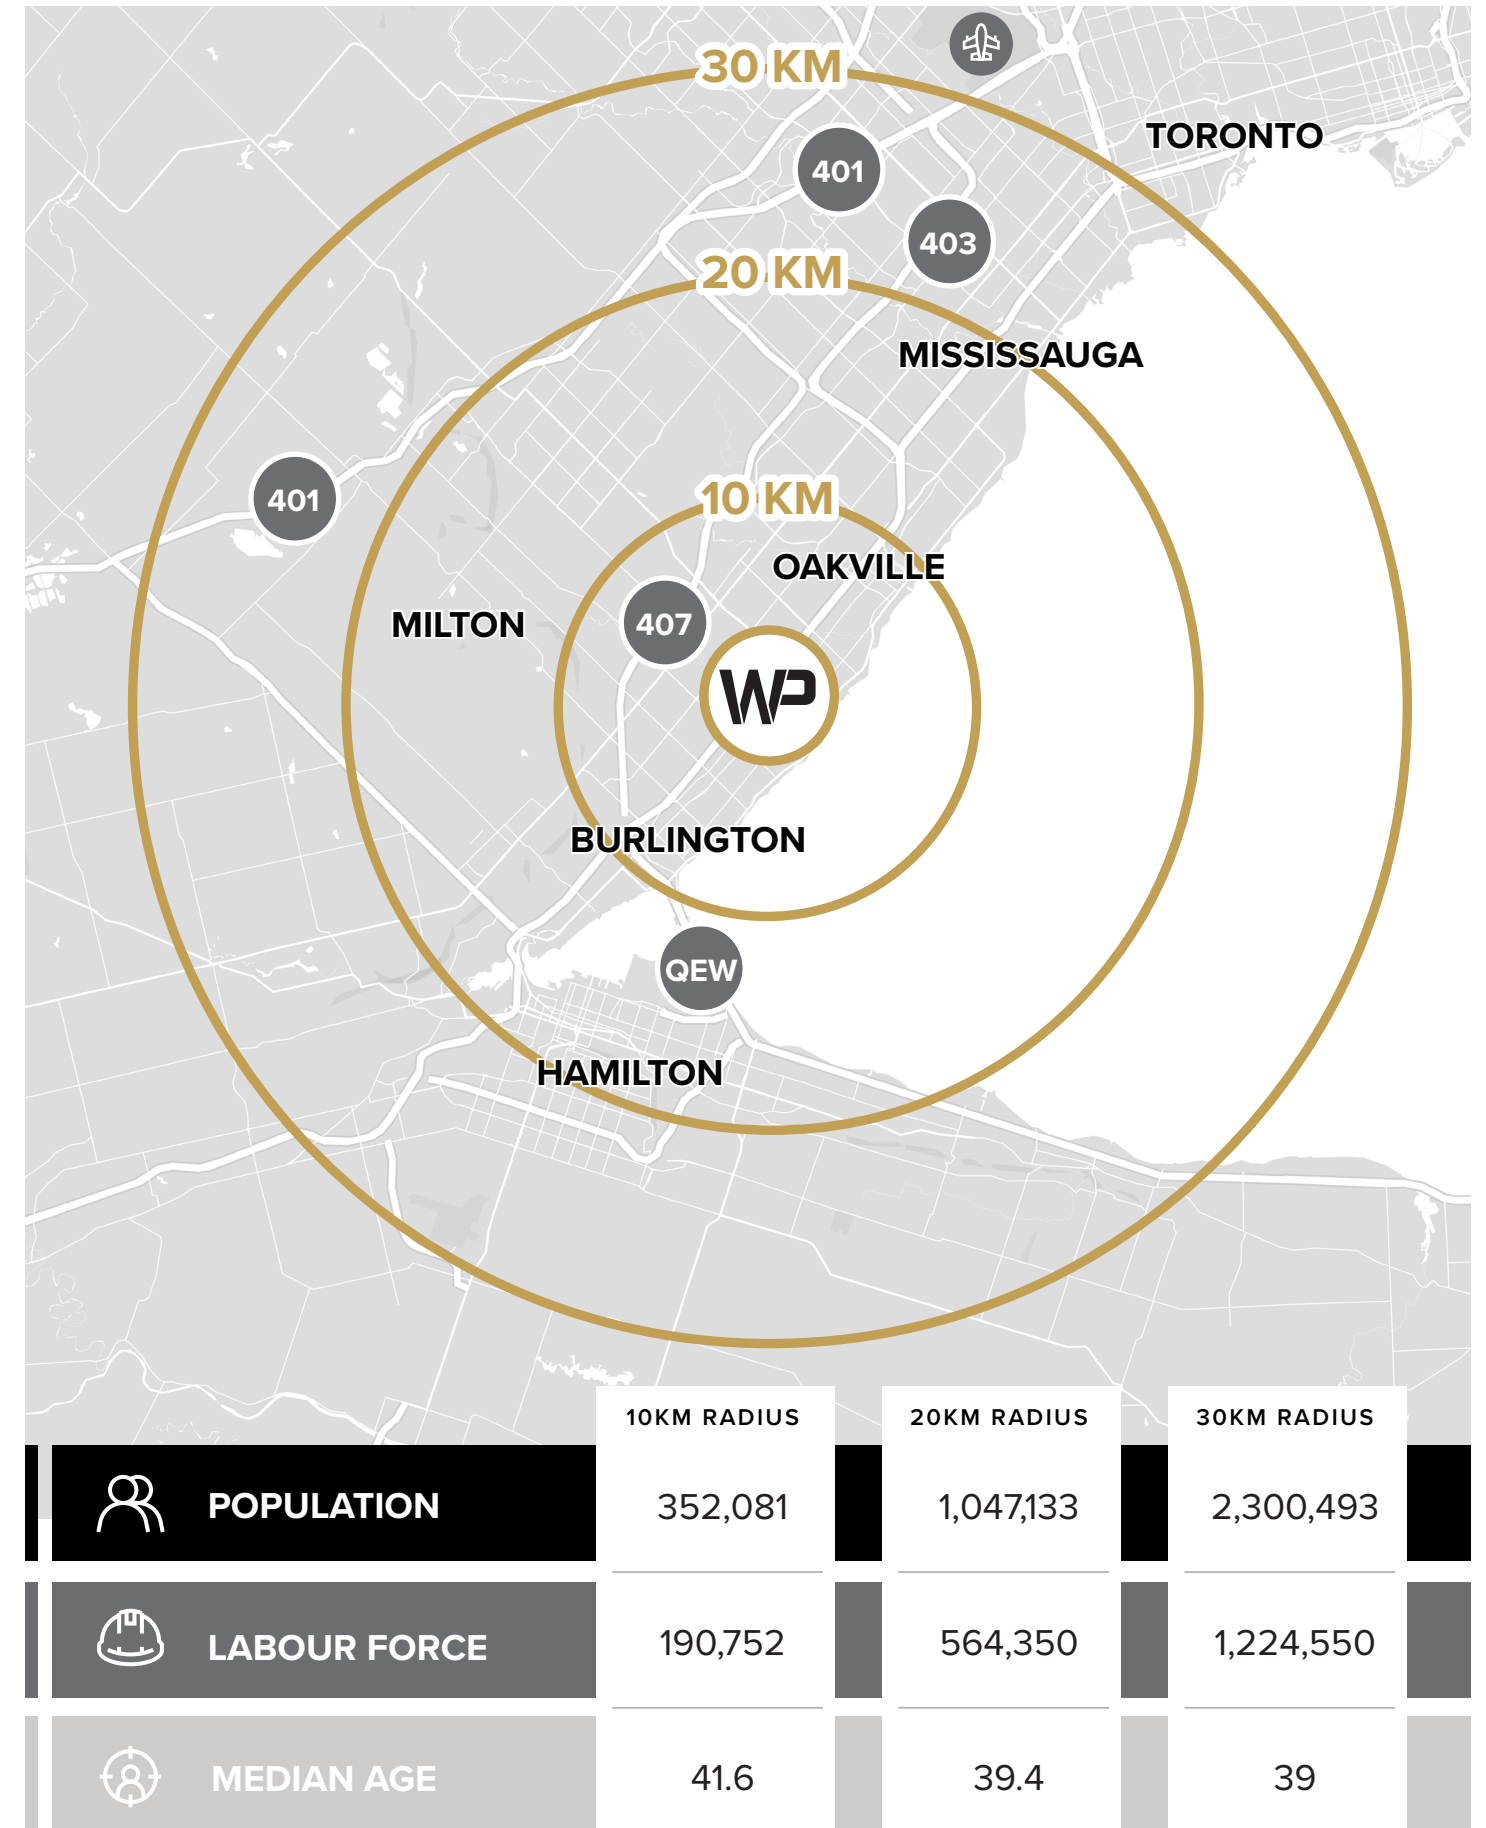 30 KM
TORONTO
401
403
20 KM
MISSISSAUGA
401
10 KM
OAKVILLE
MILTON
407
WP
BURLINGTON
QEW
HAMILTON
10KM RADIUS 20KM RADIUS 30KM RADIUS
POPULATION 352,081 1,047,133 2,300,493
LABOUR FORCE 190,752 564,350 1,224,550
MEDIAN AGE 41.6 39.4 39